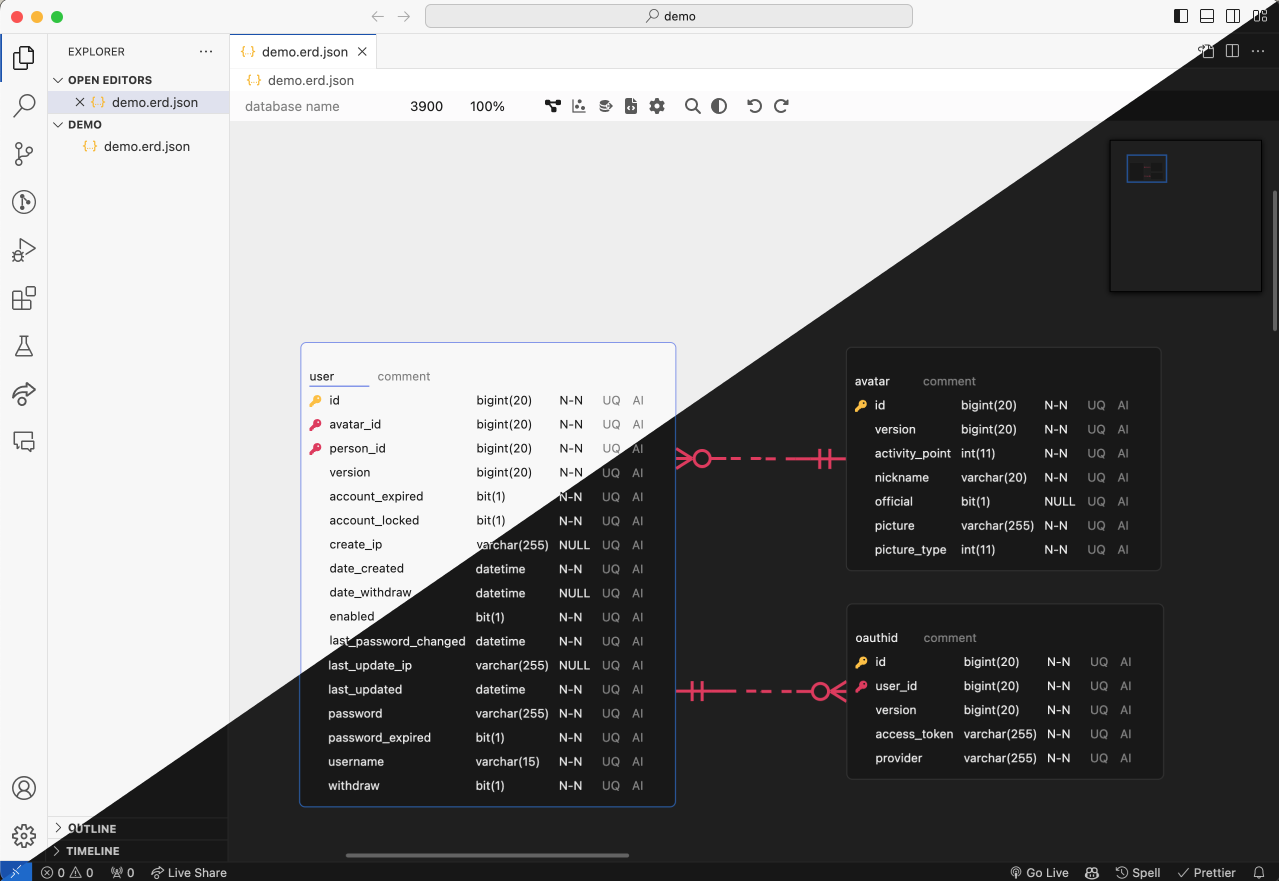 demo
EXPLORER
OPEN EDITORS
demo.erd.json
DEMO
demo.erd.json
demo.erd.json
demo.erd.json
database name 3900 100%
user comment
id bigint(20) N-N UQ AI
avatar_id bigint(20) N-N UQ AI
person_id bigint(20) N-N UQ AI
version bigint(20) N-N UQ AI
account_expired bit(1) N-N UQ AI
account_locked bit(1) N-N UQ AI
create_ip varchar(255) NULL UQ AI
date_created datetime N-N UQ AI
date_withdraw datetime NULL UQ AI
enabled bit(1) N-N UQ AI
last_password_changed datetime N-N UQ AI
last_update_ip varchar(255) NULL UQ AI
last_updated datetime N-N UQ AI
password varchar(255) N-N UQ AI
password_expired bit(1) N-N UQ AI
username varchar(15) N-N UQ AI
withdraw bit(1) N-N UQ AI
avatar comment
id bigint(20) N-N UQ AI
version bigint(20) N-N UQ AI
activity_point int(11) N-N UQ AI
nickname varchar(20) N-N UQ AI
official bit(1) NULL UQ AI
picture varchar(255) N-N UQ AI
picture_type int(11) N-N UQ AI
oauthid comment
id bigint(20) N-N UQ AI
user_id bigint(20) N-N UQ AI
version bigint(20) N-N UQ AI
access_token varchar(255) N-N UQ AI
provider varchar(255) N-N UQ AI
OUTLINE
TIMELINE
0 0 0 Live Share Go Live Spell Prettier